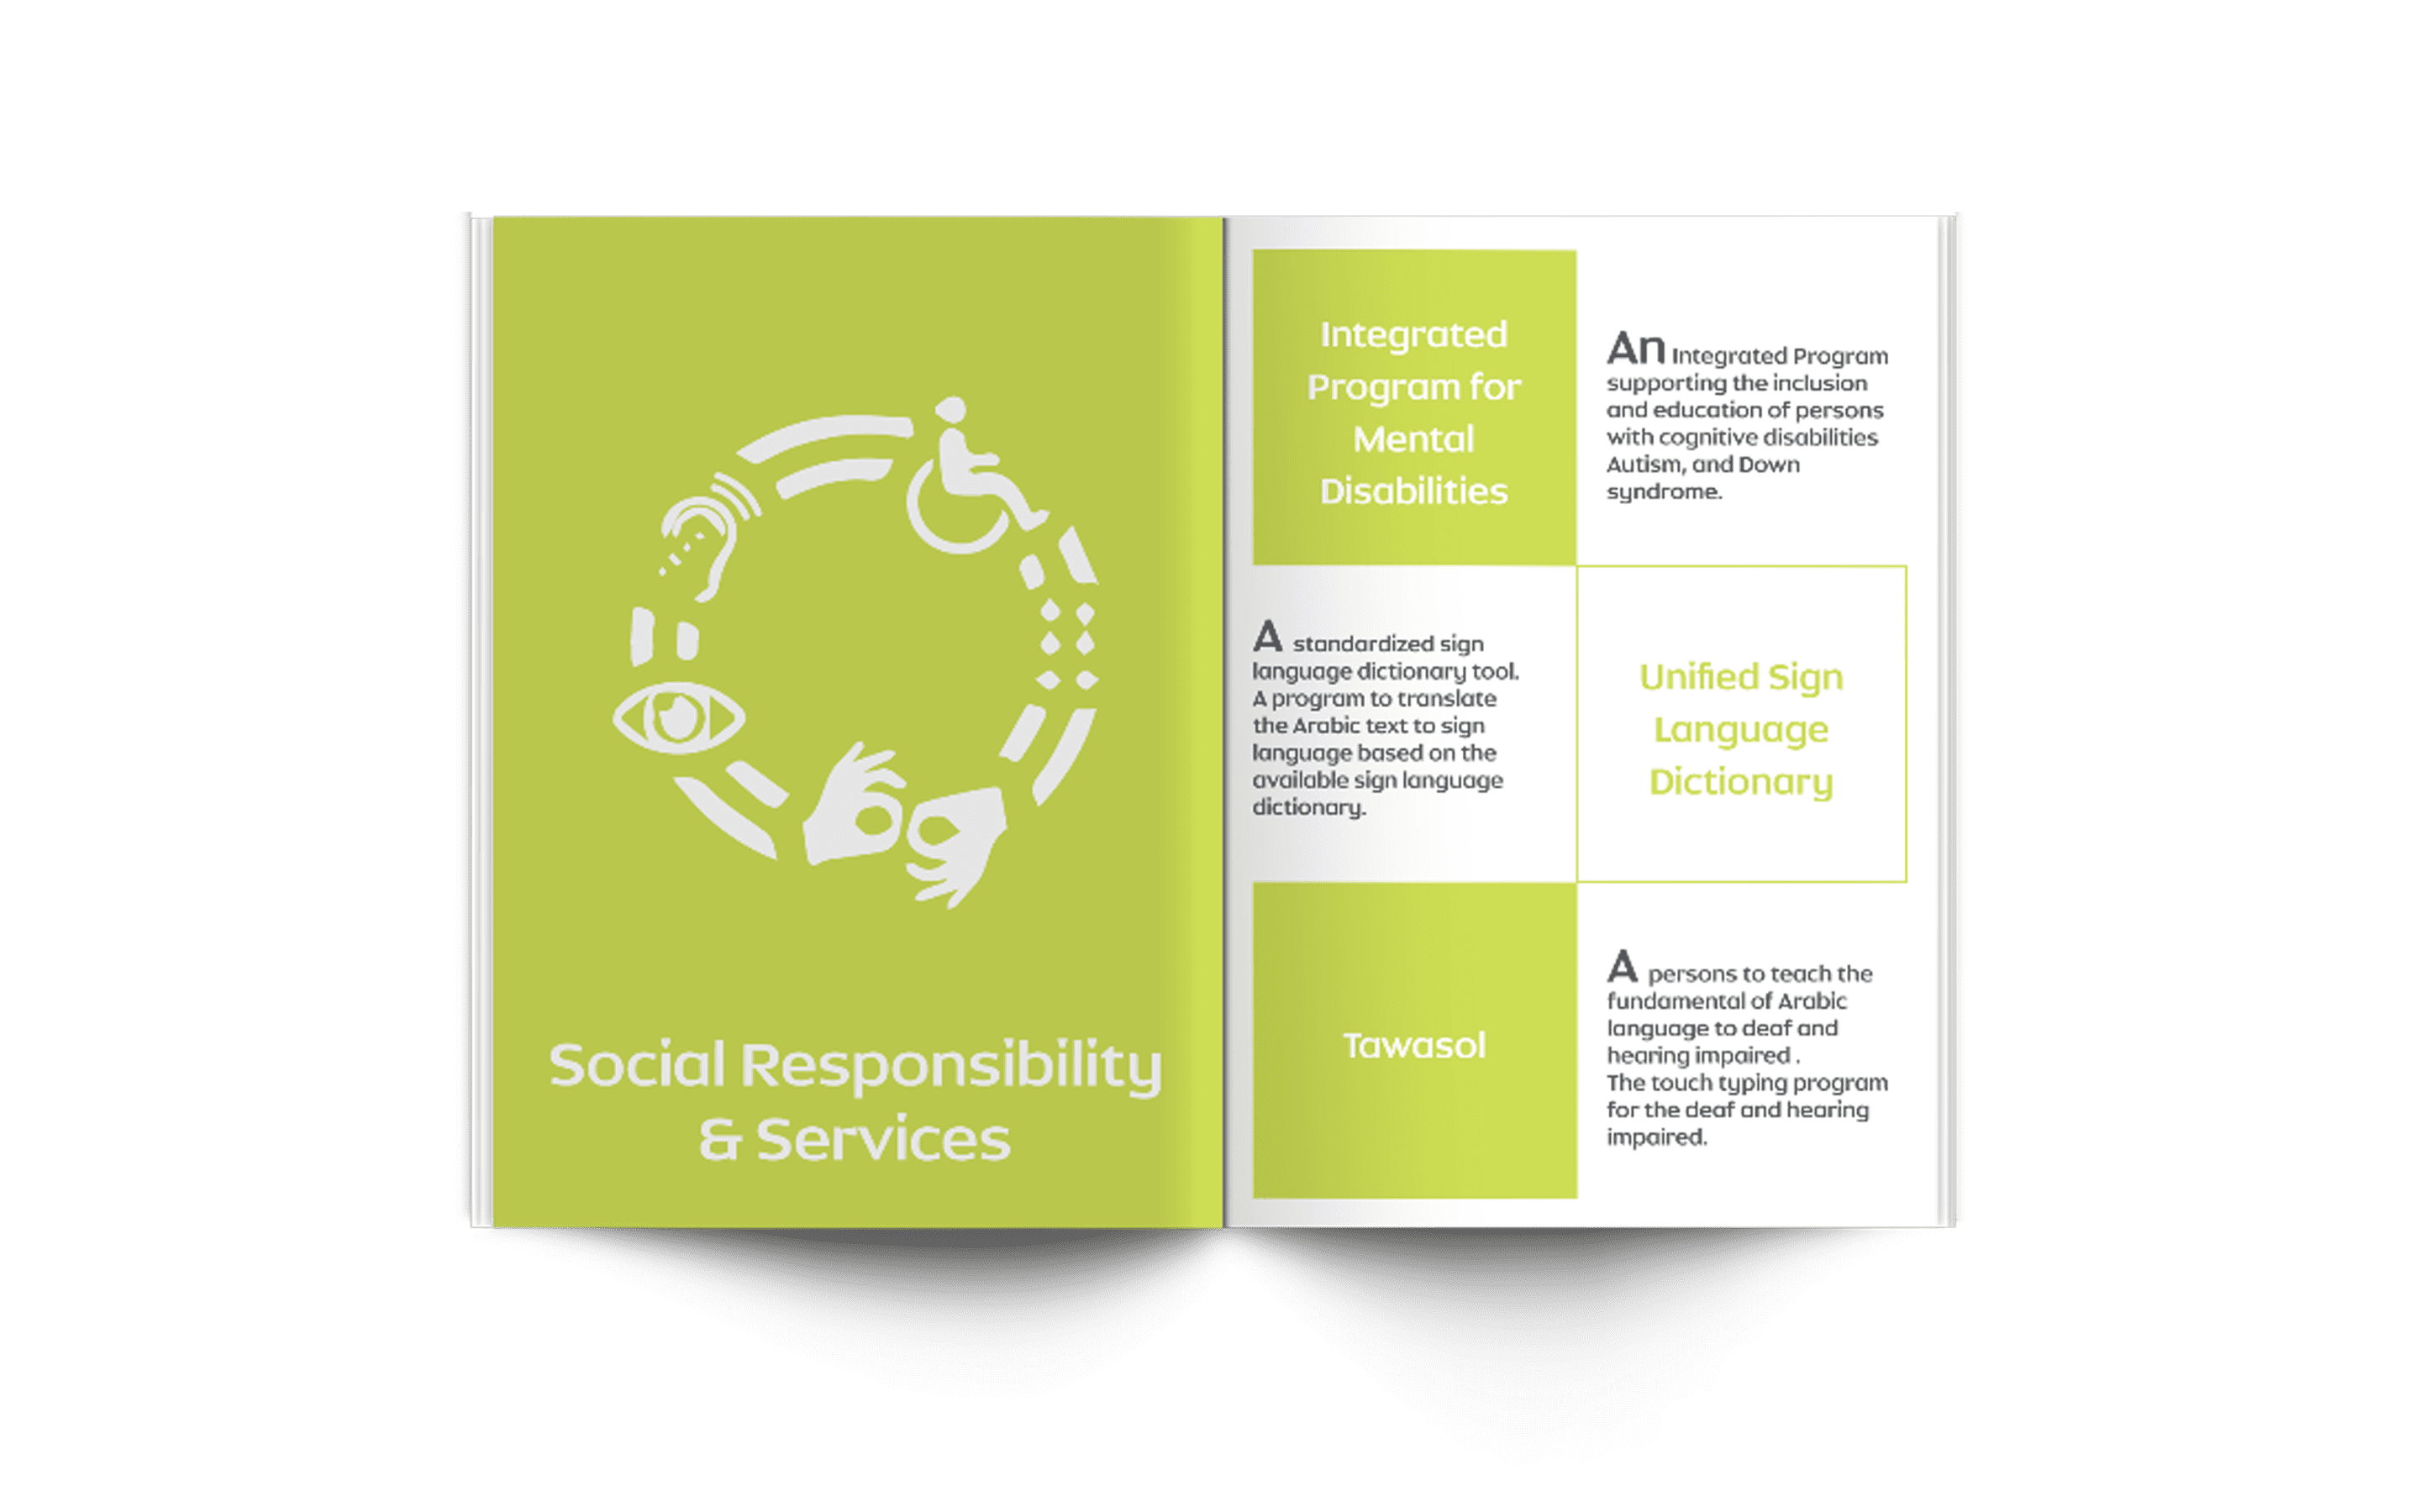 Social Responsibility
& Services
Integrated
Program for
Mental
Disabilities
An Integrated Program
supporting the inclusion
and education of persons
with cognitive disabilities
Autism, and Down
syndrome.
A standardized sign
language dictionary tool.
A program to translate
the Arabic text to sign
language based on the
available sign language
dictionary.
Unified Sign
Language
Dictionary
Tawasol
A persons to teach the
fundamental of Arabic
language to deaf and
hearing impaired .
The touch typing program
for the deaf and hearing
impaired.